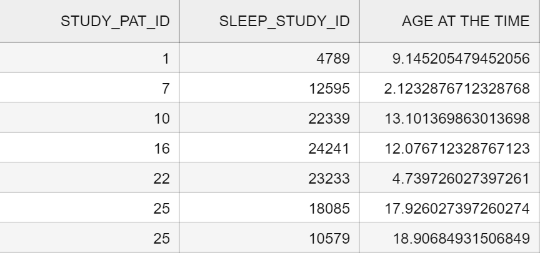 STUDY_PAT_ID SLEEP_STUDY_ID AGE AT THE TIME
1 4789 9.145205479452056
7 12595 2.1232876712328768
10 22339 13.101369863013698
16 24241 12.076712328767123
22 23233 4.739726027397261
25 18085 17.926027397260274
25 10579 18.90684931506849